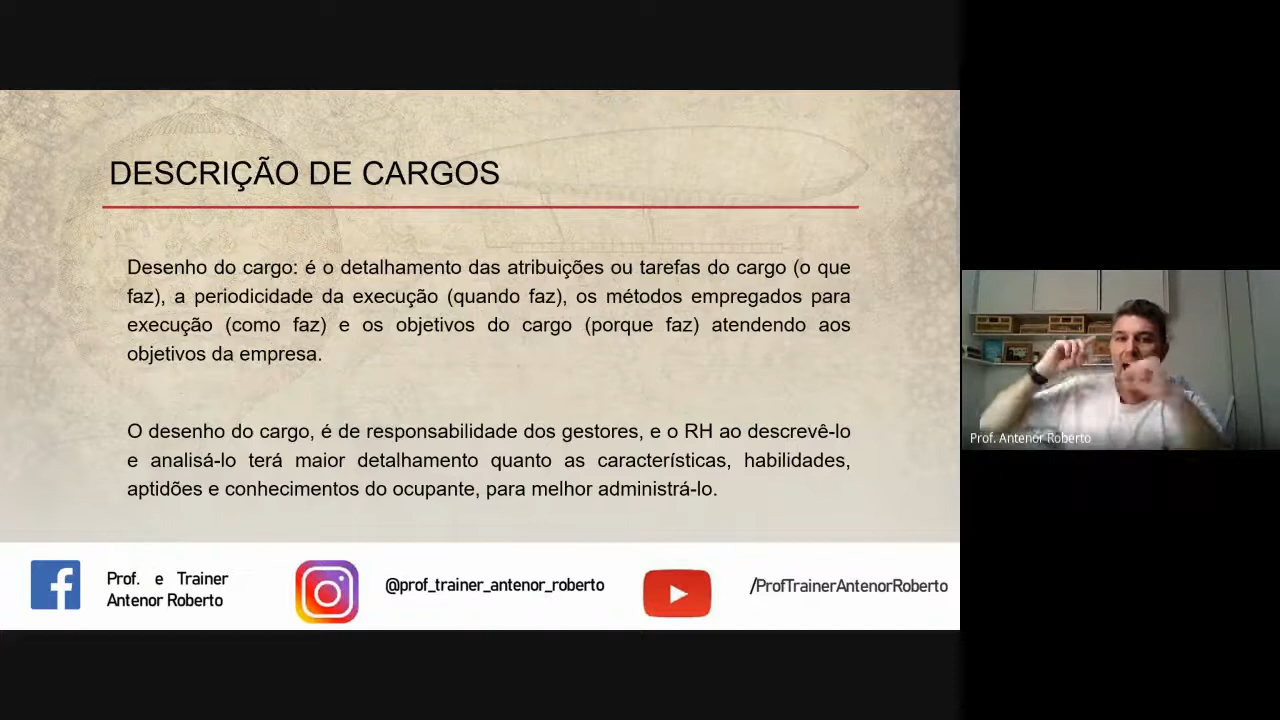 DESCRIÇÃO DE CARGOS
Desenho do cargo: é o detalhamento das atribuições ou tarefas do cargo (o que
faz), a periodicidade da execução (quando faz), os métodos empregados para
execução (como faz) e os objetivos do cargo (porque faz) atendendo aos
objetivos da empresa.
O desenho do cargo, é de responsabilidade dos gestores, e o RH ao descrevê-lo
e analisá-lo terá maior detalhamento quanto as características, habilidades,
aptidões e conhecimentos do ocupante, para melhor administrá-lo.
Prof. e Trainer
Antenor Roberto
@prof_trainer_antenor_roberto
/ProfTrainerAntenorRoberto
Prof. Antenor Roberto